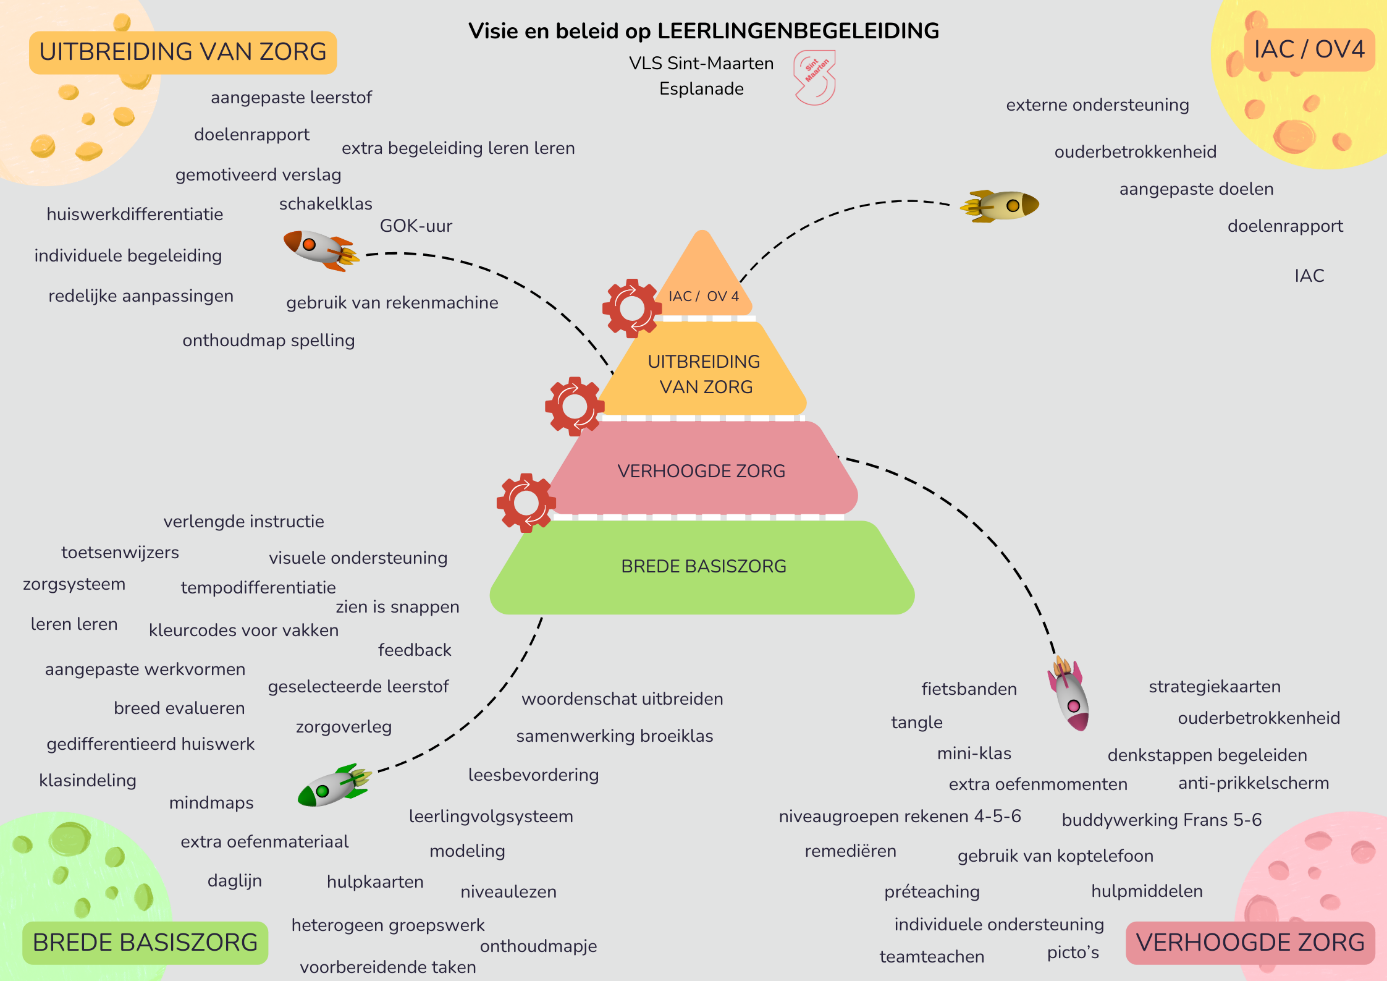 Visie en beleid op LEERLINGENBEGELEIDING
VLS Sint-Maarten
Esplanade
Sint
Maarten
UITBREIDING VAN ZORG
aangepaste leerstof
doelenrapport
extra begeleiding leren leren
gemotiveerd verslag
schakelklas
huiswerkdifferentiatie
GOK-uur
individuele begeleiding
redelijke aanpassingen
gebruik van rekenmachine
onthoudmap spelling
IAC / OV4
externe ondersteuning
ouderbetrokkenheid
aangepaste doelen
doelenrapport
IAC
IAC / OV 4
UITBREIDING
VAN ZORG
VERHOOGDE ZORG
BREDE BASISZORG
verlengde instructie
toetsenwijzers
visuele ondersteuning
zorgsysteem
tempodifferentiatie
zien is snappen
leren leren
kleurcodes voor vakken
feedback
aangepaste werkvormen
geselecteerde leerstof
woordenschat uitbreiden
breed evalueren
zorgoverleg
samenwerking broeiklas
gedifferentieerd huiswerk
leesbevordering
klasindeling
mindmaps
leerlingvolgsysteem
extra oefenmateriaal
modeling
daglijn
hulpkaarten
niveaulezen
heterogeen groepswerk
onthoudmapje
voorbereidende taken
BREDE BASISZORG
fietsbanden
strategiekaarten
tangle
ouderbetrokkenheid
mini-klas
denkstappen begeleiden
extra oefenmomenten
anti-prikkelscherm
niveaugroepen rekenen 4-5-6
buddywerking Frans 5-6
remediëren
gebruik van koptelefoon
préteaching
hulpmiddelen
individuele ondersteuning
teamteachen
picto's
VERHOOGDE ZORG